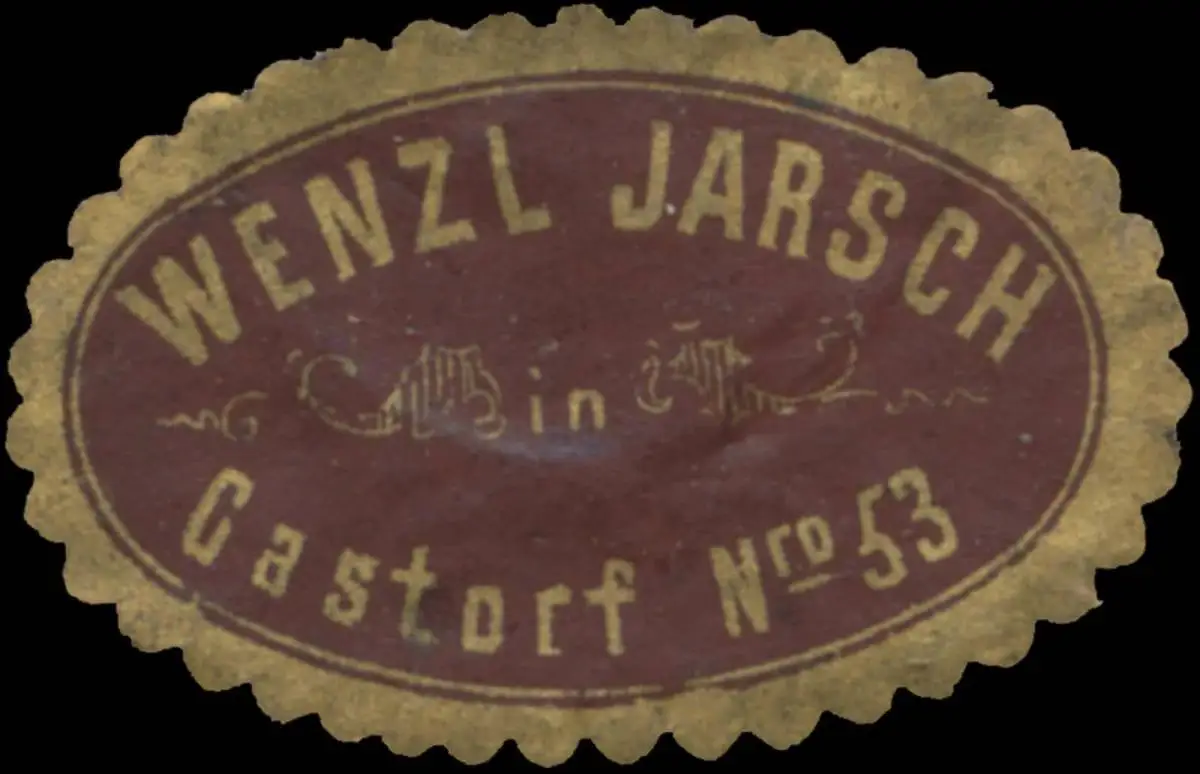 WENZL JARSCH
in
Gastorf Nro 53